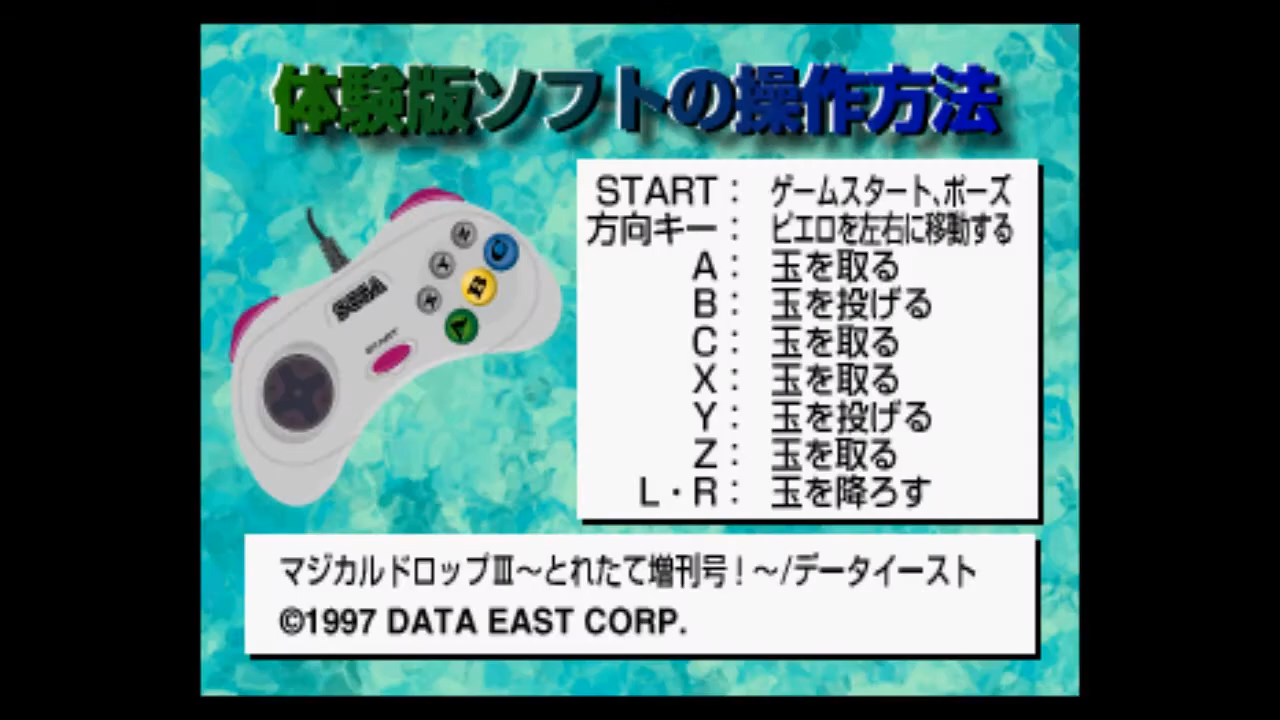 体験版ソフトの操作方法
START： ゲームスタート、ポーズ
方向キー： ピエロを左右に移動する
A： 玉を取る
B： 玉を投げる
C： 玉を取る
X： 玉を取る
Y： 玉を投げる
Z： 玉を取る
L・R： 玉を降ろす
SEGA
START
X
Y
Z
A
B
C
マジカルドロップⅢ～とれたて増刊号！～/データイースト
©1997 DATA EAST CORP.